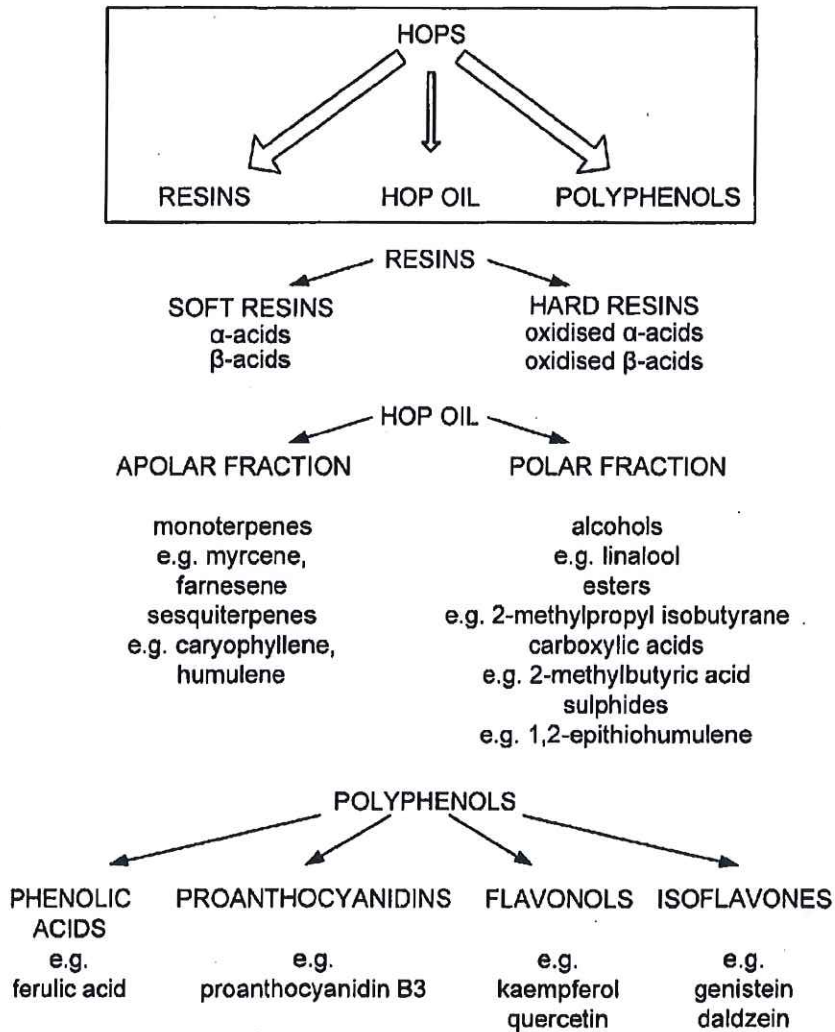 HOPS
RESINS HOP OIL POLYPHENOLS
RESINS
SOFT RESINS
α-acids
β-acids
HARD RESINS
oxidised α-acids
oxidised β-acids
HOP OIL
APOLAR FRACTION
monoterpenes
e.g. myrcene,
farnesene
sesquiterpenes
e.g. caryophyllene,
humulene
POLAR FRACTION
alcohols
e.g. linalool
esters
e.g. 2-methylpropyl isobutyrane
carboxylic acids
e.g. 2-methylbutyric acid
sulphides
e.g. 1,2-epithiohumulene
POLYPHENOLS
PHENOLIC
ACIDS
e.g.
ferulic acid
PROANTHOCYANIDINS
e.g.
proanthocyanidin B3
FLAVONOLS
e.g.
kaempferol
quercetin
ISOFLAVONES
e.g.
genistein
daldzein